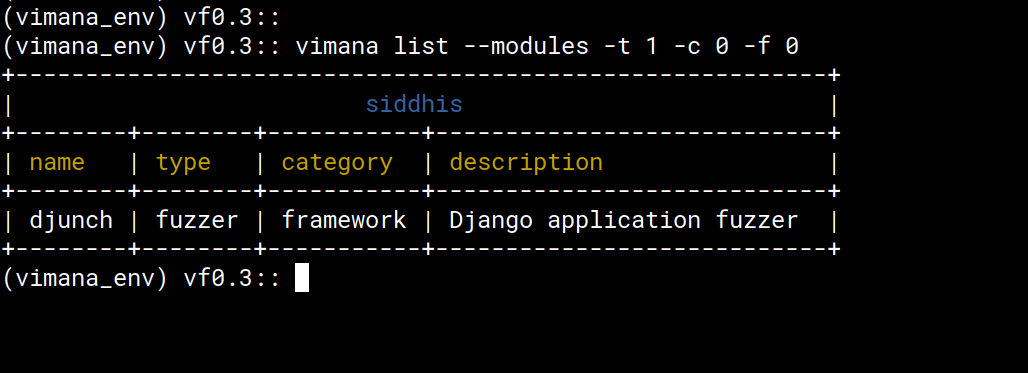 (vimana_env) vf0.3::
(vimana_env) vf0.3:: vimana list --modules -t 1 -c 0 -f 0
+----------------------------------------------------------+
|                         siddhis                          |
+--------+--------+-----------+----------------------------+
| name   | type   | category  | description                |
+--------+--------+-----------+----------------------------+
| djunch | fuzzer | framework | Django application fuzzer  |
+--------+--------+-----------+----------------------------+
(vimana_env) vf0.3::